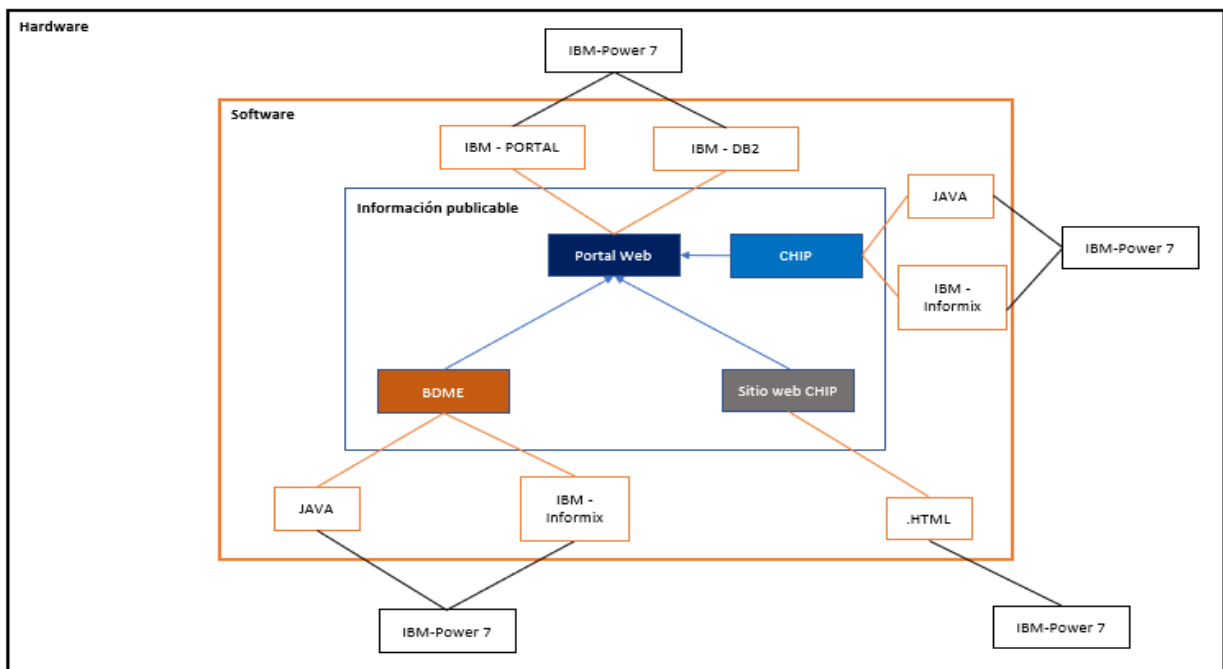 Hardware
IBM-Power 7
Software
IBM - PORTAL
IBM - DB2
Información publicable
JAVA
Portal Web
CHIP
IBM-Power 7
IBM -
Informix
BDME
Sitio web CHIP
JAVA
IBM -
Informix
.HTML
IBM-Power 7
IBM-Power 7